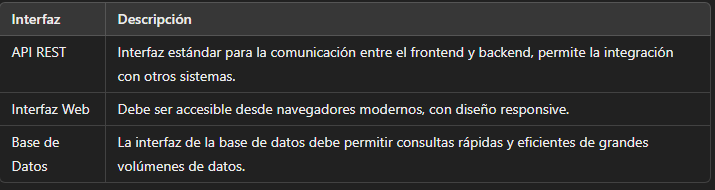 Interfaz Descripción
API REST Interfaz estándar para la comunicación entre el frontend y backend, permite la integración
con otros sistemas.
Interfaz Web Debe ser accesible desde navegadores modernos, con diseño responsive.
Base de La interfaz de la base de datos debe permitir consultas rápidas y eficientes de grandes
Datos volúmenes de datos.